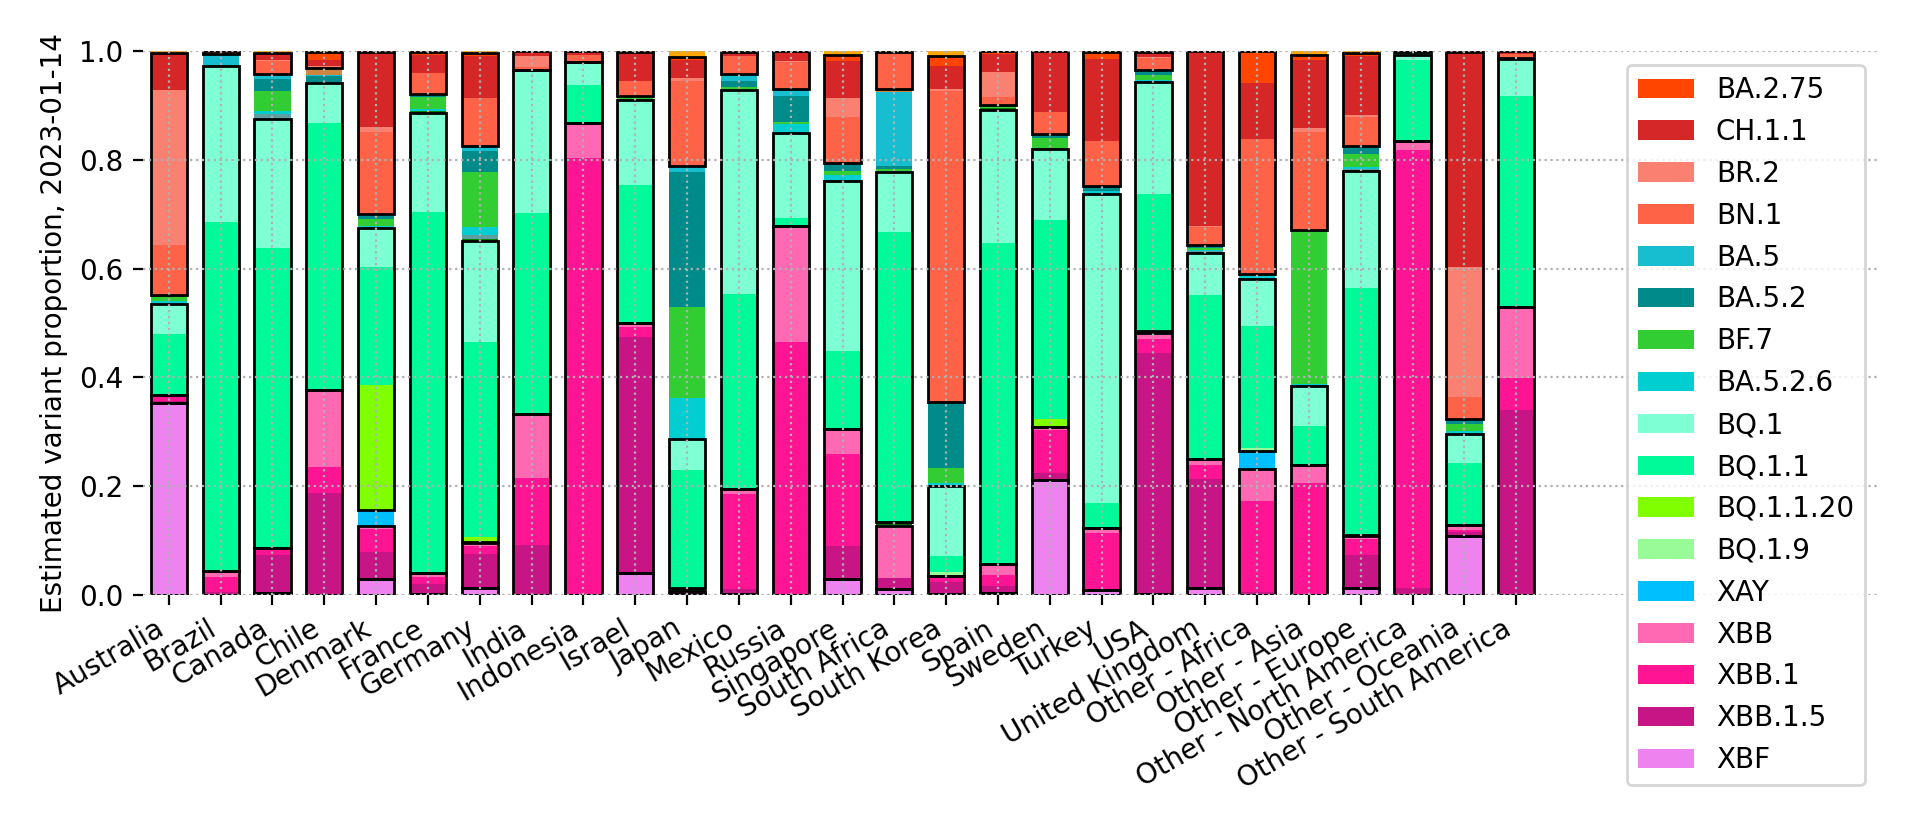 Estimated variant proportion, 2023-01-14
1.0
0.8
0.6
0.4
0.2
0.0
Australia
Brazil
Canada
Chile
Denmark
France
Germany
India
Indonesia
Israel
Japan
Mexico
Russia
Singapore
South Africa
South Korea
Spain
Sweden
Turkey
USA
United Kingdom
Other - Africa
Other - Asia
Other - Europe
Other - North America
Other - Oceania
Other - South America
BA.2.75
CH.1.1
BR.2
BN.1
BA.5
BA.5.2
BF.7
BA.5.2.6
BQ.1
BQ.1.1
BQ.1.1.20
BQ.1.9
XAY
XBB
XBB.1
XBB.1.5
XBF